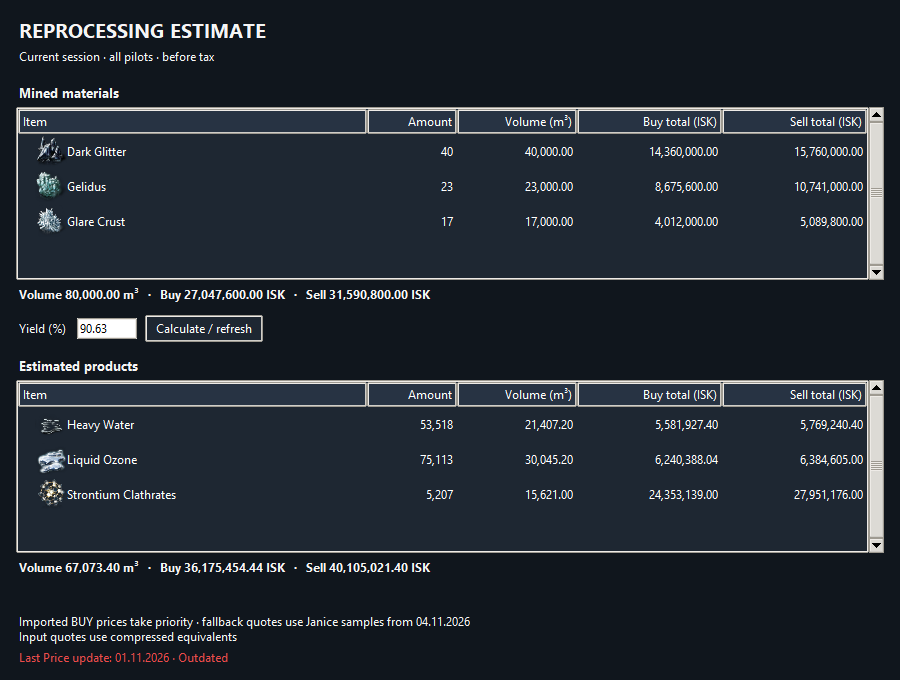 REPROCESSING ESTIMATE
Current session · all pilots · before tax
Mined materials
Item Amount Volume (m³) Buy total (ISK) Sell total (ISK)
Dark Glitter 40 40,000.00 14,360,000.00 15,760,000.00
Gelidus 23 23,000.00 8,675,600.00 10,741,000.00
Glare Crust 17 17,000.00 4,012,000.00 5,089,800.00
Volume 80,000.00 m³ · Buy 27,047,600.00 ISK · Sell 31,590,800.00 ISK
Yield (%) 90.63 Calculate / refresh
Estimated products
Item Amount Volume (m³) Buy total (ISK) Sell total (ISK)
Heavy Water 53,518 21,407.20 5,581,927.40 5,769,240.40
Liquid Ozone 75,113 30,045.20 6,240,388.04 6,384,605.00
Strontium Clathrates 5,207 15,621.00 24,353,139.00 27,951,176.00
Volume 67,073.40 m³ · Buy 36,175,454.44 ISK · Sell 40,105,021.40 ISK
Imported BUY prices take priority · fallback quotes use Janice samples from 04.11.2026
Input quotes use compressed equivalents
Last Price update: 01.11.2026 · Outdated